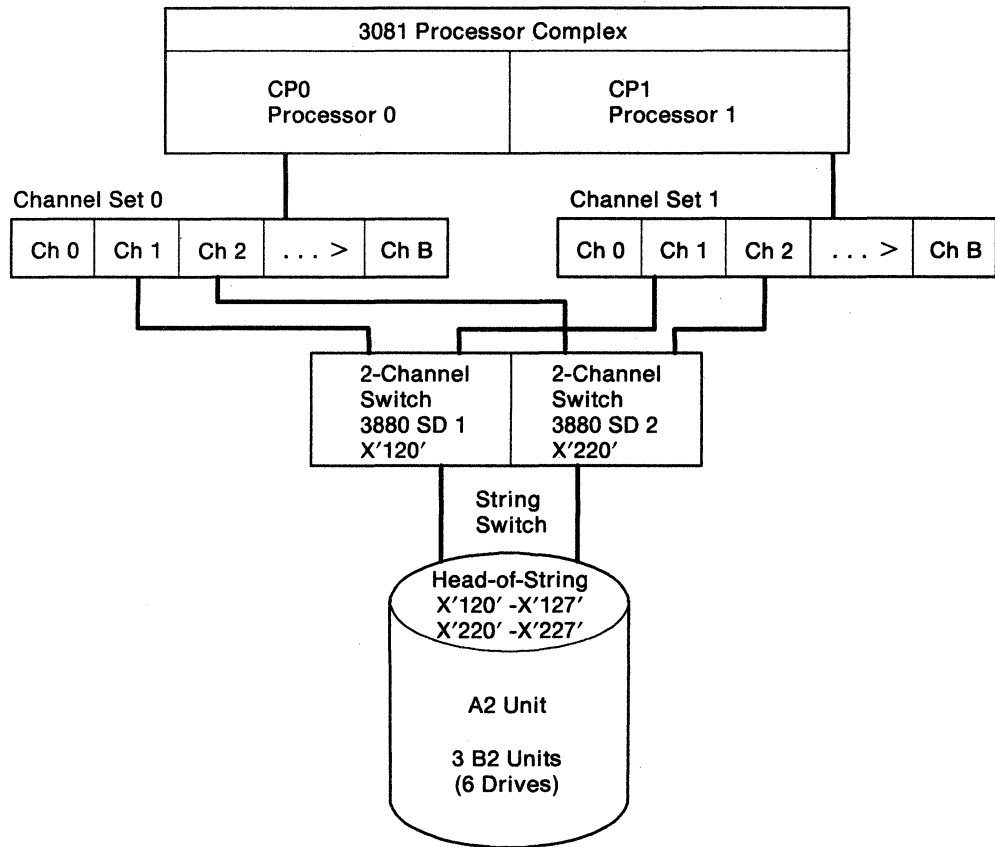 3081 Processor Complex
CP0
Processor 0
CP1
Processor 1
Channel Set 0
Channel Set 1
Ch 0 Ch 1 Ch 2 . . . > Ch B
Ch 0 Ch 1 Ch 2 . . . > Ch B
2-Channel
Switch
3880 SD 1
X′120′
2-Channel
Switch
3880 SD 2
X′220′
String
Switch
Head-of-String
X′120′ -X′127′
X′220′ -X′227′
A2 Unit
3 B2 Units
(6 Drives)